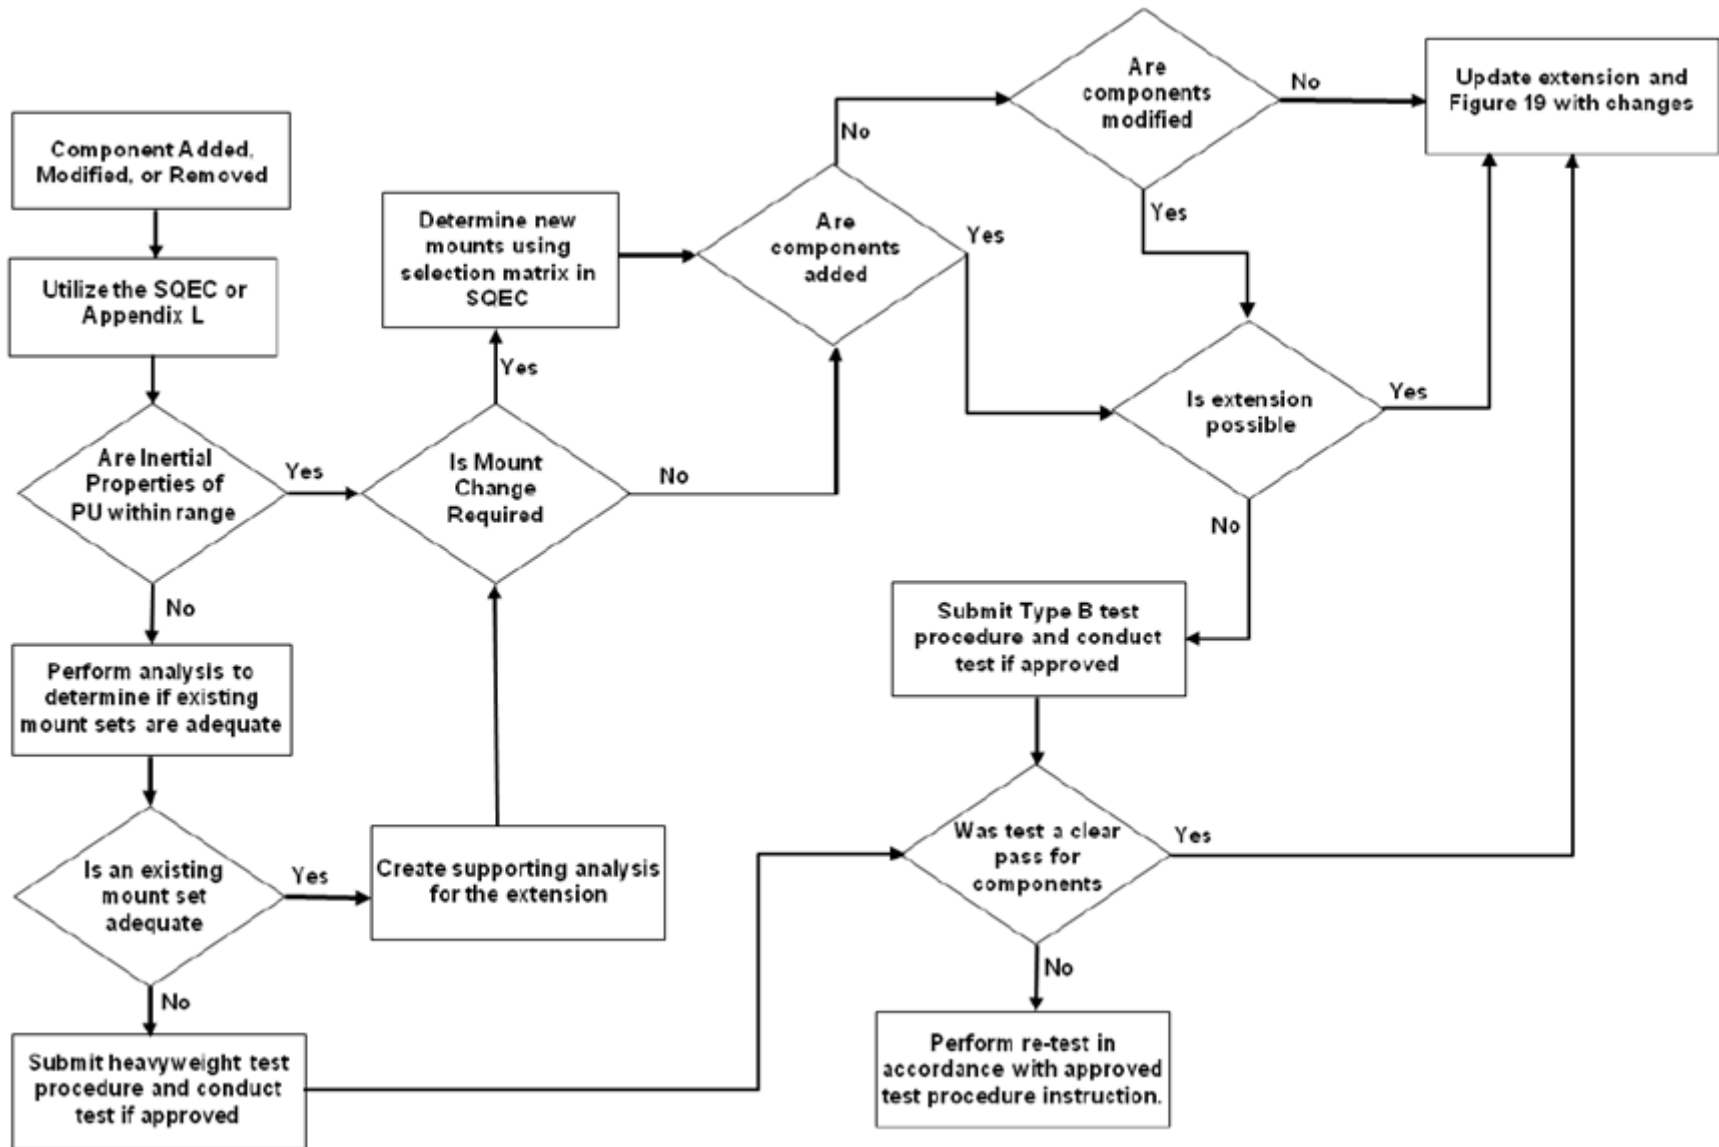 Component Added,
Modified, or Removed
Utilize the SQEC or
Appendix L
Are Inertial
Properties of
PU within range
Yes
No
Perform analysis to
determine if existing
mount sets are adequate
Is an existing
mount set
adequate
Yes
No
Submit heavyweight test
procedure and conduct
test if approved
Create supporting analysis
for the extension
Is Mount
Change
Required
Yes
No
Determine new
mounts using
selection matrix in
SQEC
Are
components
added
No
Yes
Are
components
modified
No
Yes
Is extension
possible
Yes
No
Update extension and
Figure 19 with changes
Submit Type B test
procedure and conduct
test if approved
Was test a clear
pass for
components
Yes
No
Perform re-test in
accordance with approved
test procedure instruction.